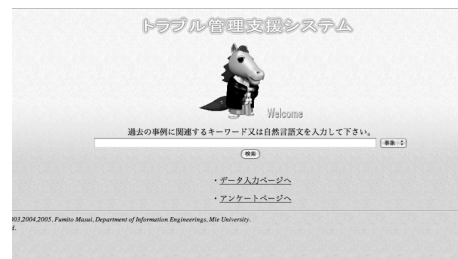 トラブル管理支援システム
Welcome
過去の事例に関連するキーワード又は自然言語文を入力して下さい。
事象
検索
・データ入力ページへ
・アンケートページへ
03,2004,2005, Fumito Masui, Department of Information Engineerings, Mie University.
d.